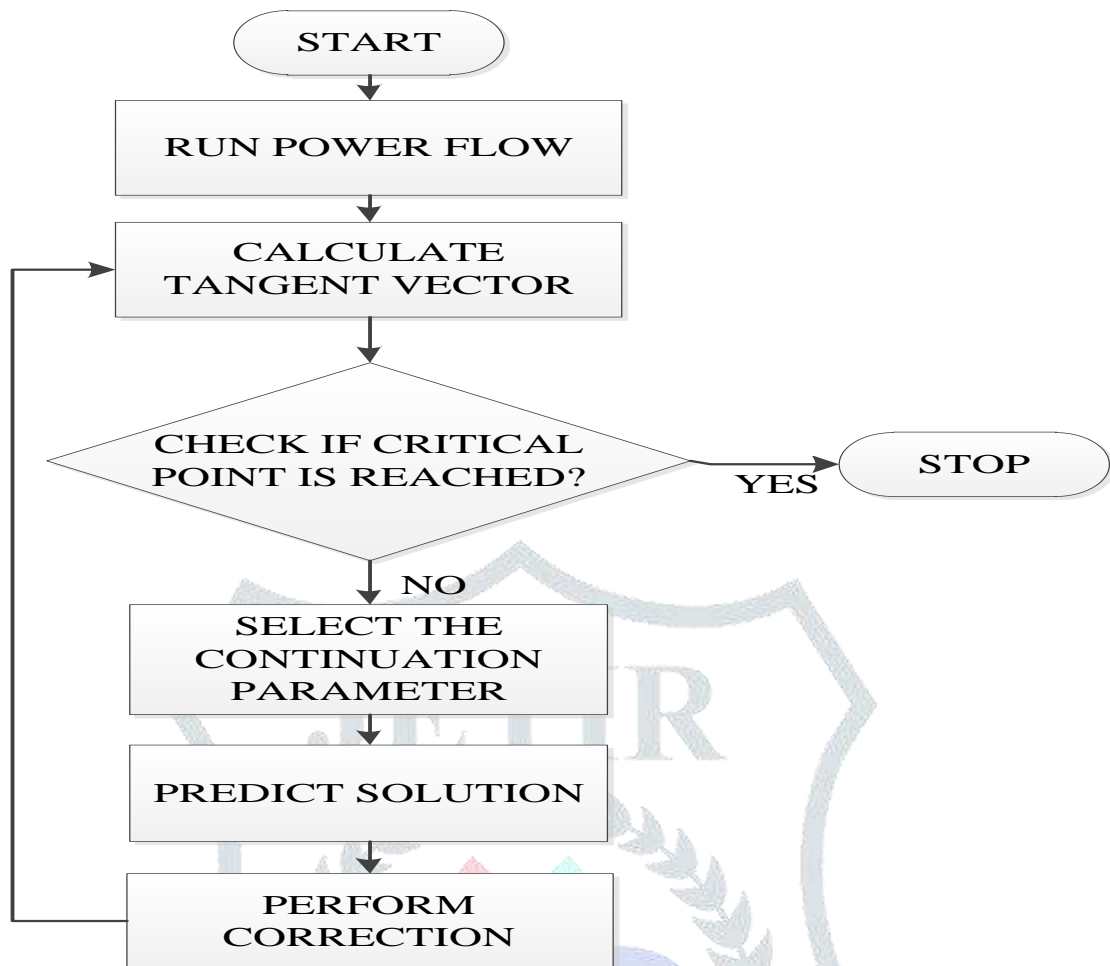 START
RUN POWER FLOW
CALCULATE
TANGENT VECTOR
CHECK IF CRITICAL
POINT IS REACHED?
YES
STOP
NO
SELECT THE
CONTINUATION
PARAMETER
JETIR
PREDICT SOLUTION
PERFORM
CORRECTION